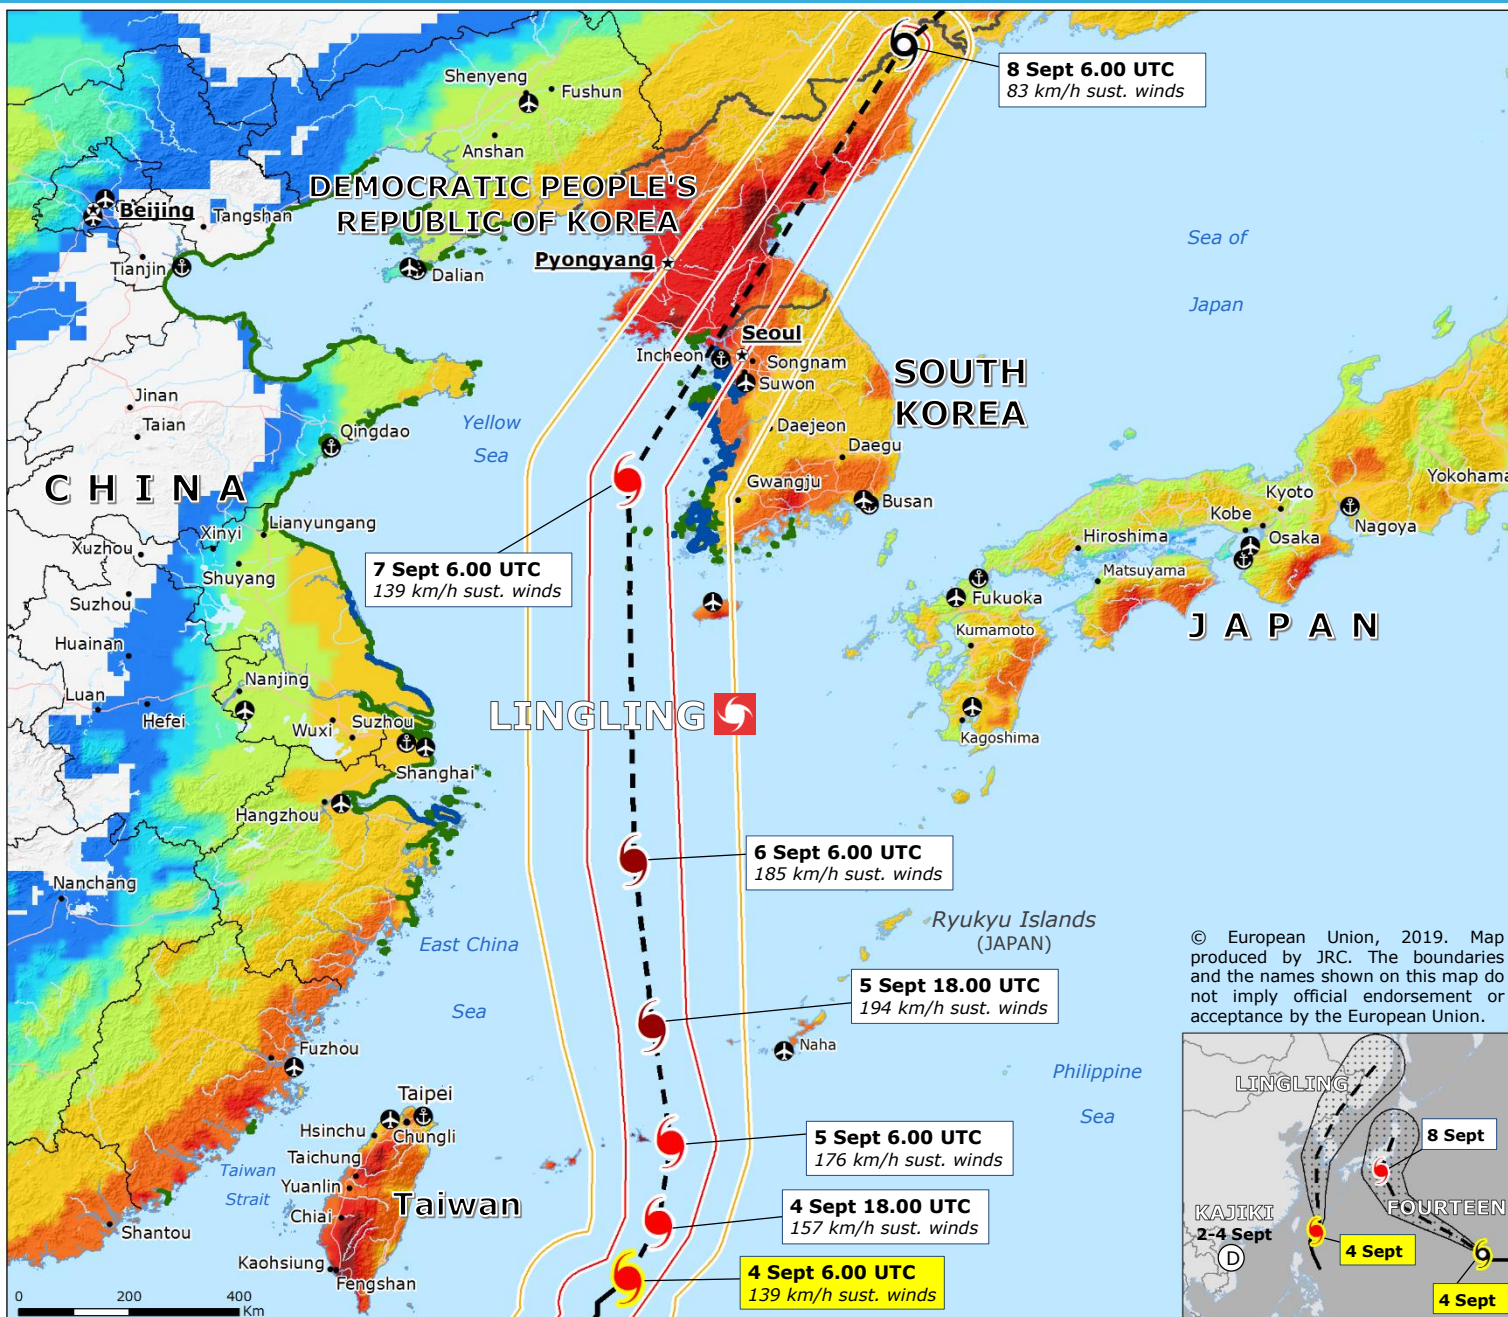 8 Sept 6.00 UTC
83 km/h sust. winds
Shenyeng
Fushun
Anshan
DEMOCRATIC PEOPLE'S
REPUBLIC OF KOREA
Beijing
Tangshan
Tianjin
Dalian
Pyongyang
Sea of
Japan
Seoul
Incheon
Songnam
Suwon
SOUTH
KOREA
Jinan
Taian
Qingdao
Yellow
Sea
Daejeon
Daegu
CHINA
Gwangju
Busan
Yokohama
Kyoto
Kobe
Nagoya
Osaka
Hiroshima
Matsuyama
Lianyungang
Xinyi
Xuzhou
Shuyang
Suzhou
7 Sept 6.00 UTC
139 km/h sust. winds
Fukuoka
Kumamoto
JAPAN
Huainan
Luan
Hefei
Nanjing
Wuxi
Suzhou
Shanghai
LINGLING
Kagoshima
Hangzhou
6 Sept 6.00 UTC
185 km/h sust. winds
Nanchang
East China
Sea
Ryukyu Islands
(JAPAN)
5 Sept 18.00 UTC
194 km/h sust. winds
Naha
© European Union, 2019. Map
produced by JRC. The boundaries
and the names shown on this map do
not imply official endorsement or
acceptance by the European Union.
Fuzhou
Philippine
Sea
Taipei
Hsinchu
Chungli
Taichung
Taiwan
Strait
Yuanlin
Chiai
Taiwan
Shantou
Kaohsiung
Fengshan
5 Sept 6.00 UTC
176 km/h sust. winds
4 Sept 18.00 UTC
157 km/h sust. winds
4 Sept 6.00 UTC
139 km/h sust. winds
0 200 400
Km
LINGLING
8 Sept
FOURTEEN
KAJIKI
2-4 Sept
D
4 Sept
4 Sept